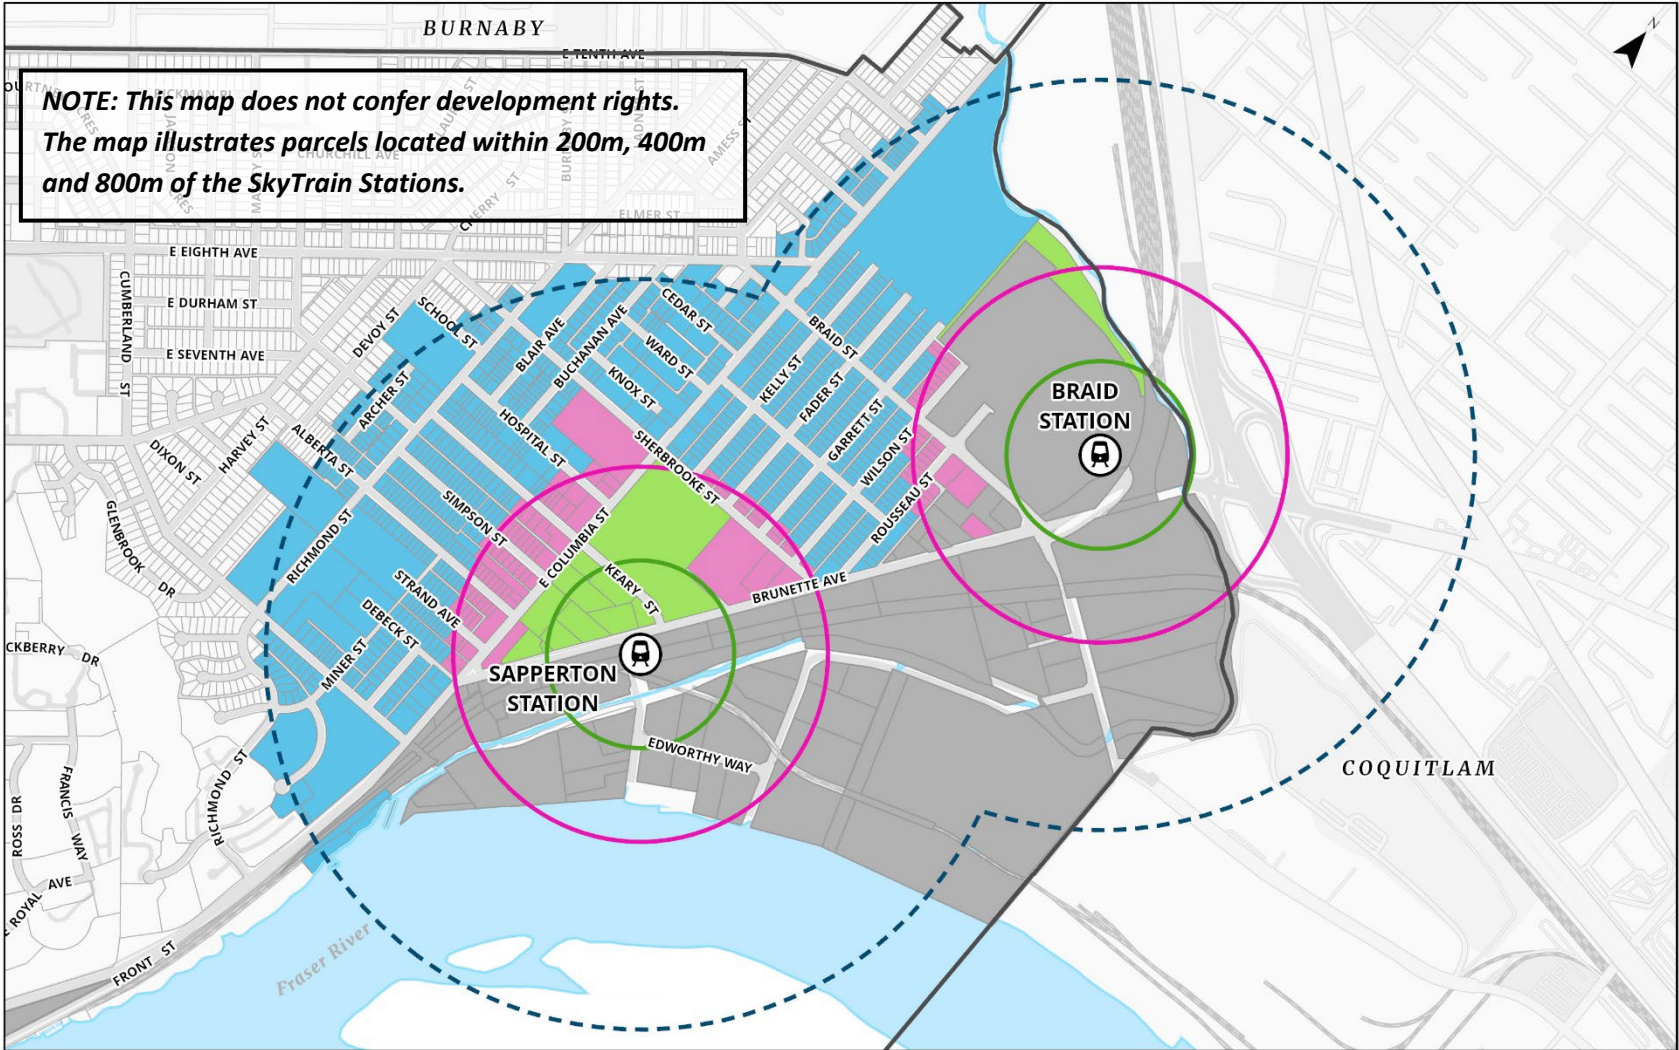 BURNABY
N
E TENTH AVE
NOTE: This map does not confer development rights.
The map illustrates parcels located within 200m, 400m
and 800m of the SkyTrain Stations.
CHURCHILL AVE
CHERRY ST
ELMER ST
E EIGHTH AVE
CUMBERLAND ST
E DURHAM ST
E SEVENTH AVE
DEVOY ST
SCHOOL ST
BLAIR AVE
BUCHANAN AVE
CEDAR ST
WARD ST
KNOX ST
BRAID ST
KELLY ST
FADER ST
GARRETT ST
WILSON ST
ROUSSEAU ST
BRAID
STATION
ARCHER ST
ALBERTA ST
HARVEY ST
DIXON ST
HOSPITAL ST
SHERBROOKE ST
SIMPSON ST
E COLUMBIA ST
KEARY ST
BRUNETTE AVE
GLENBROOK DR
RICHMOND ST
STRAND AVE
DEBECK ST
MINER ST
SAPPERTON
STATION
EDWORTHY WAY
CKBERRY DR
COQUITLAM
RICHMOND ST
FRANCIS WAY
ROSS DR
E ROYAL AVE
FRONT ST
Fraser River